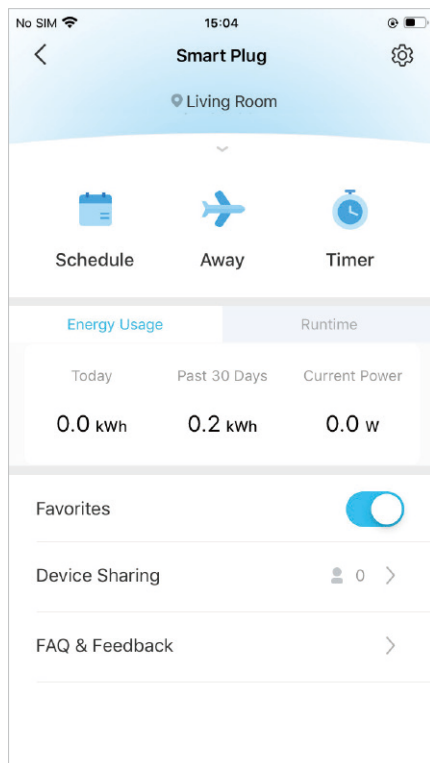 No SIM 15:04
Smart Plug
Living Room
Schedule Away Timer
Energy Usage Runtime
Today Past 30 Days Current Power
0.0 kWh 0.2 kWh 0.0 W
Favorites
Device Sharing 0
FAQ & Feedback